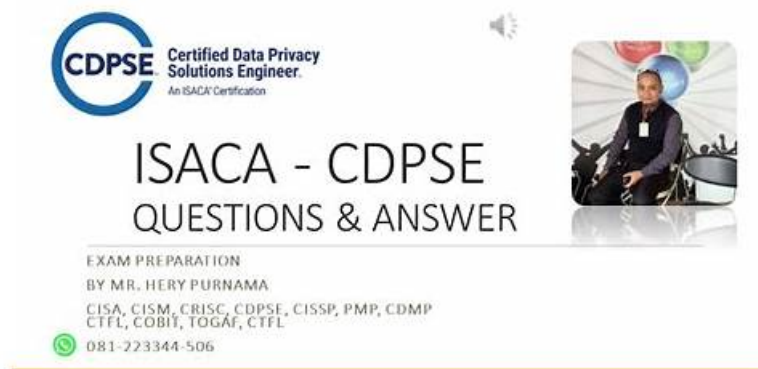 CDPSE
Certified Data Privacy
Solutions Engineer.
An ISACA® Certification
ISACA - CDPSE
QUESTIONS & ANSWER
EXAM PREPARATION
BY MR. HERY PURNAMA
CISA, CISM, CRISC, CDPSE, CISSP, PMP, CDMP
CTFL, COBIT, TOGAF, CTFL
081-223344-506